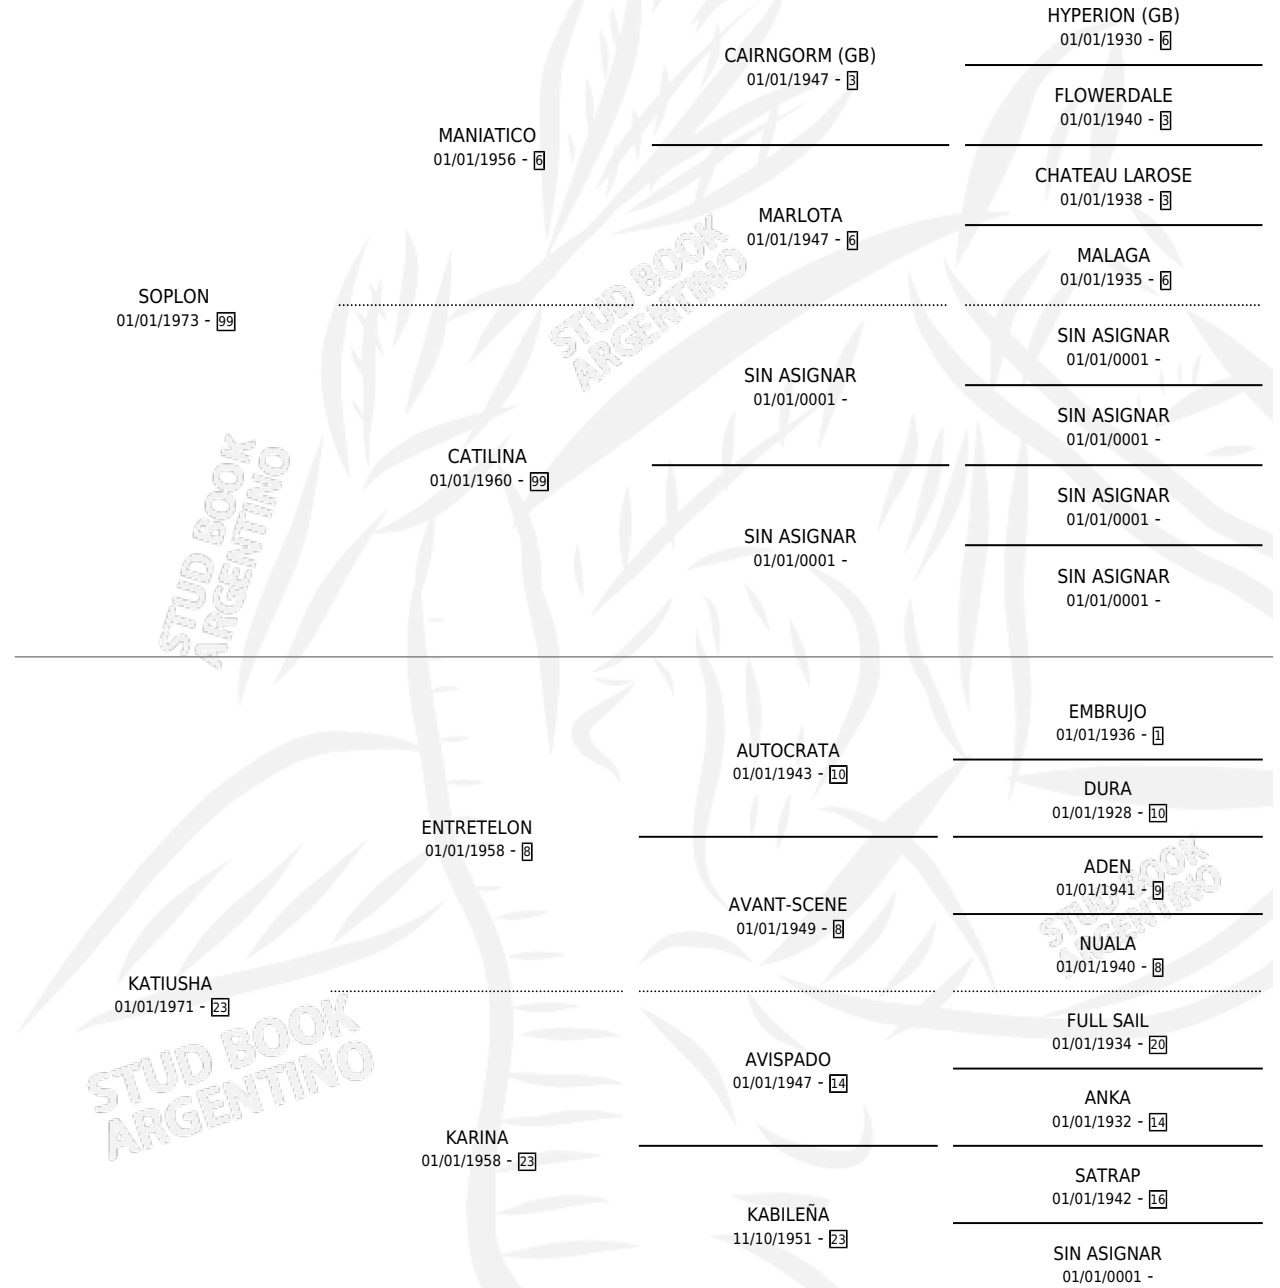 HYPERION (GB)
01/01/1930 - 6
CAIRNGORM (GB)
01/01/1947 - 3
FLOWERDALE
01/01/1940 - 3
MANIATICO
01/01/1956 - 6
CHATEAU LAROSE
01/01/1938 - 3
MARLOTA
01/01/1947 - 6
MALAGA
01/01/1935 - 6
SOPLON
01/01/1973 - 99
SIN ASIGNAR
01/01/0001 -
SIN ASIGNAR
01/01/0001 -
SIN ASIGNAR
01/01/0001 -
CATILINA
01/01/1960 - 99
SIN ASIGNAR
01/01/0001 -
SIN ASIGNAR
01/01/0001 -
SIN ASIGNAR
01/01/0001 -
EMBRUJO
01/01/1936 - 1
AUTOCRATA
01/01/1943 - 10
DURA
01/01/1928 - 10
ENTRETELON
01/01/1958 - 8
ADEN
01/01/1941 - 9
AVANT-SCENE
01/01/1949 - 8
NUALA
01/01/1940 - 8
KATIUSHA
01/01/1971 - 23
FULL SAIL
01/01/1934 - 20
AVISPADO
01/01/1947 - 14
ANKA
01/01/1932 - 14
KARINA
01/01/1958 - 23
SATRAP
01/01/1942 - 16
KABILEÑA
11/10/1951 - 23
SIN ASIGNAR
01/01/0001 -
STUD BOOK
ARGENTINO
STUD BOOK
ARGENTINO
STUD BOOK
ARGENTINO
STUD BOOK
ARGENTINO